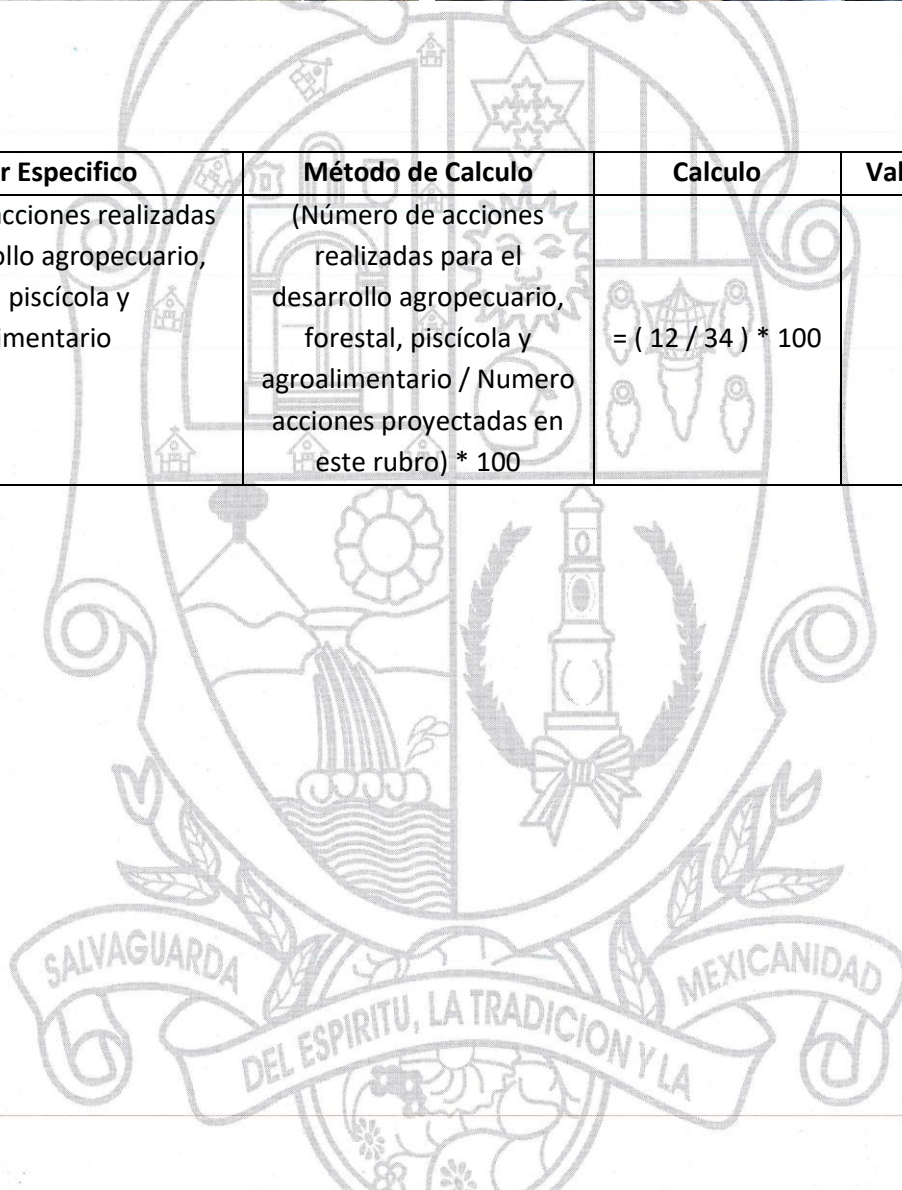 r Especifico
Método de Calculo
Calculo
Val
acciones realizadas
ollo agropecuario,
piscícola y
imentario
(Número de acciones
realizadas para el
desarrollo agropecuario,
forestal, piscícola y
agroalimentario / Numero
acciones proyectadas en
este rubro) * 100
= ( 12 / 34 ) * 100
SALVAGUARDA
DEL ESPIRITU, LA TRADICION Y LA
MEXICANIDAD